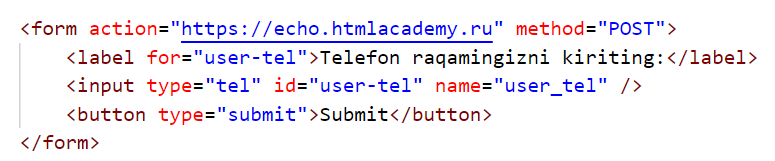 <form action="https://echo.htmlacademy.ru" method="POST">
<label for="user-tel">Telefon raqamingizni kiriting:</label>
<input type="tel" id="user-tel" name="user_tel" />
<button type="submit">Submit</button>
</form>